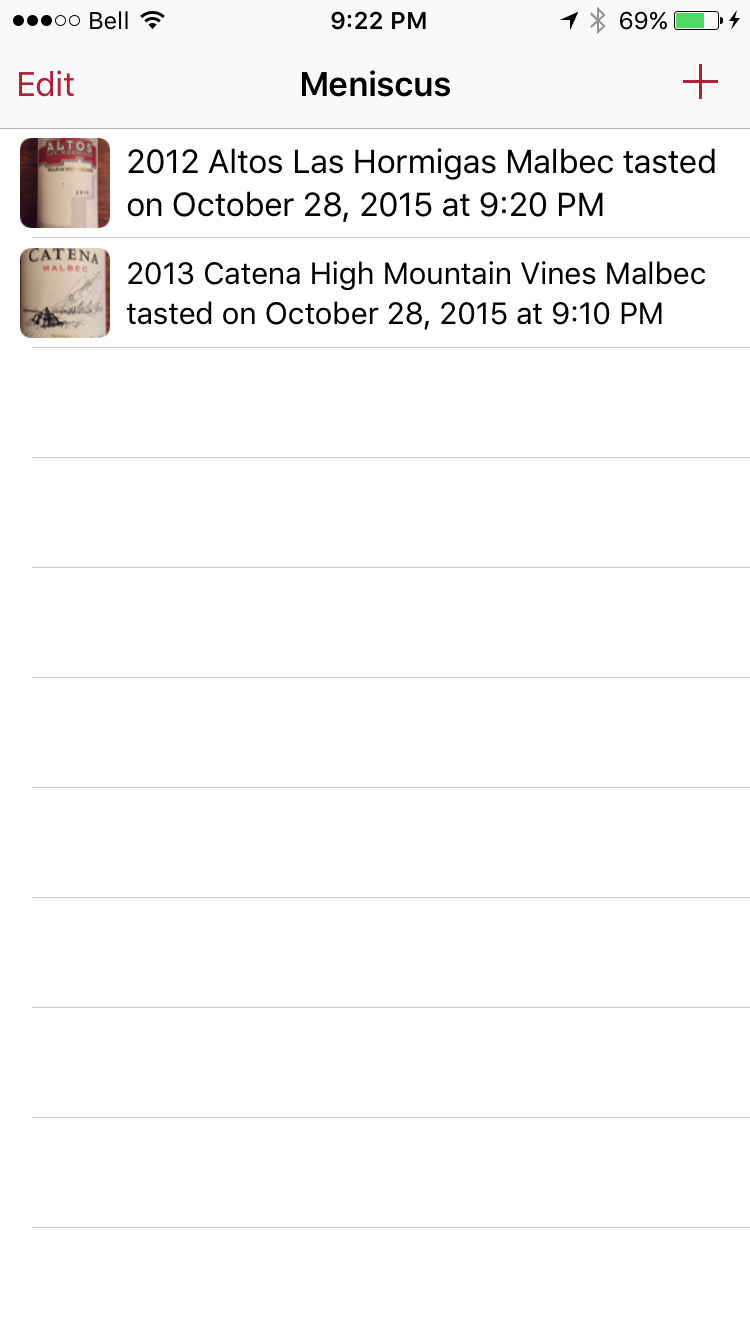 Bell 9:22 PM 69%
Edit Meniscus
ALTOS
2012
2012 Altos Las Hormigas Malbec tasted
on October 28, 2015 at 9:20 PM
CATENA
MALBEC
2013 Catena High Mountain Vines Malbec
tasted on October 28, 2015 at 9:10 PM